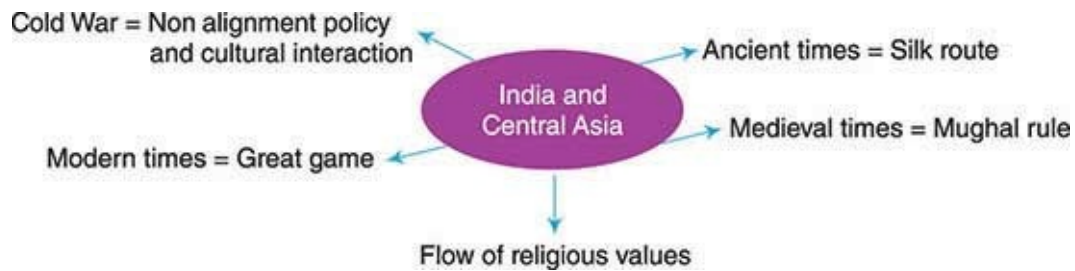 Cold War = Non alignment policy
and cultural interaction
Ancient times = Silk route
India and
Central Asia
Medieval times = Mughal rule
Modern times = Great game
Flow of religious values